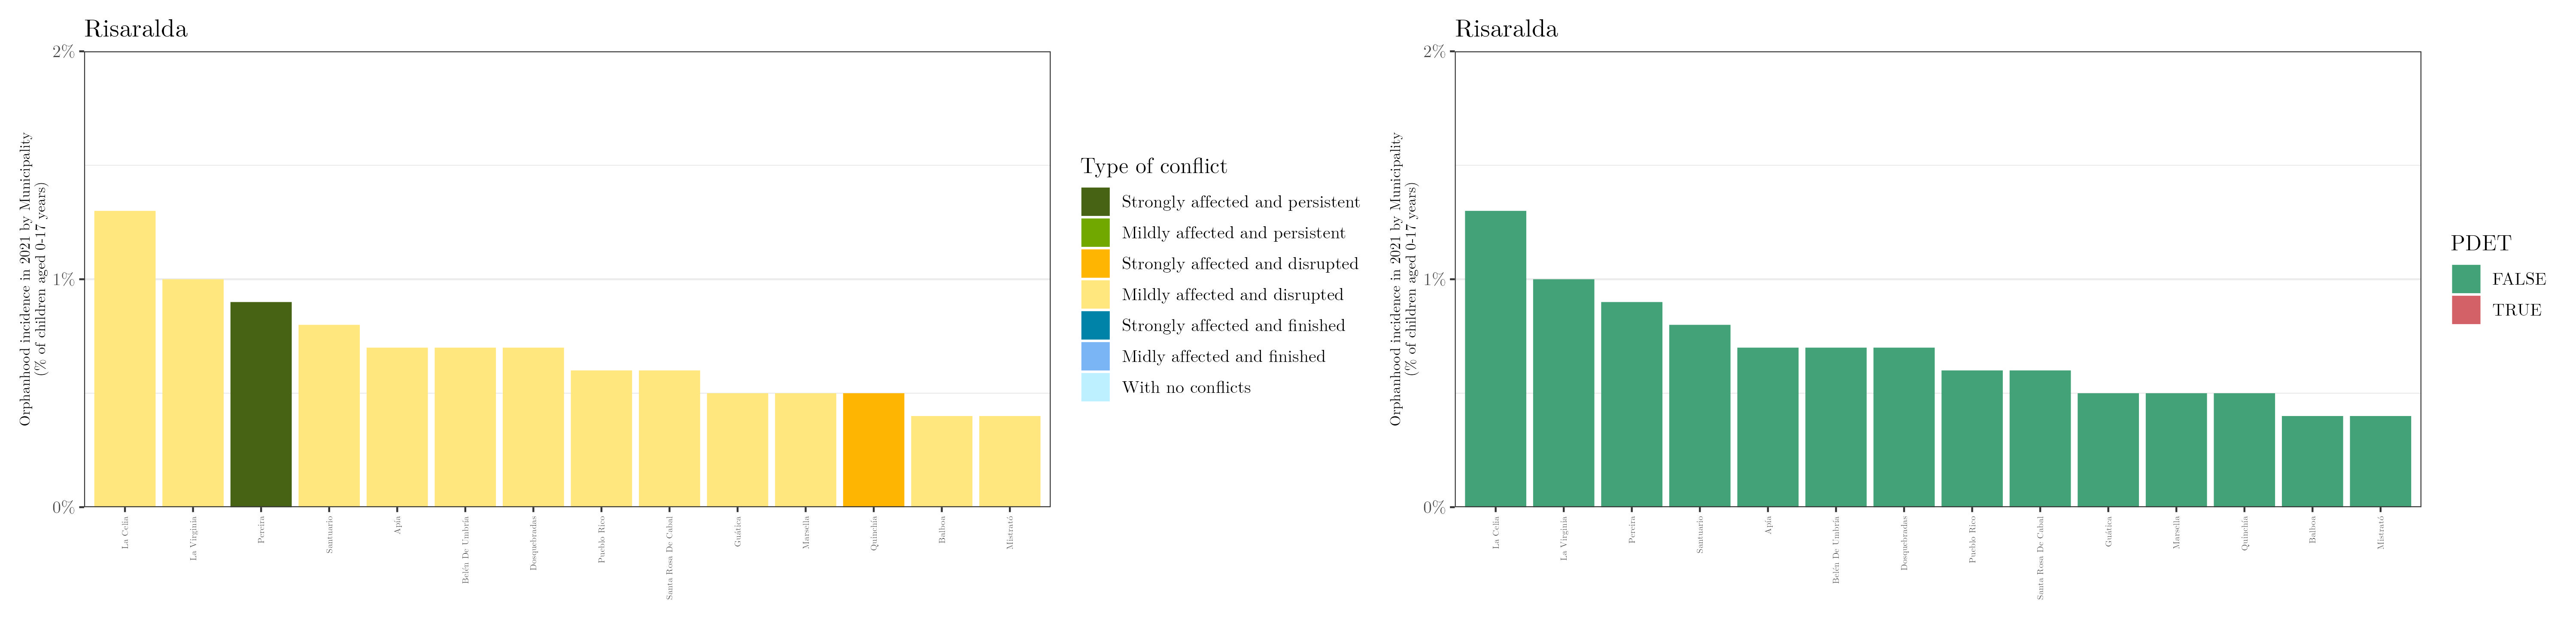 Risaralda
2%
1%
0%
Orphanhood incidence in 2021 by Municipality
(% of children aged 0-17 years)
La Celia
La Virginia
Pereira
Santuario
Apía
Belén De Umbría
Dosquebradas
Pueblo Rico
Santa Rosa De Cabal
Guática
Marsella
Quinchía
Balboa
Mistrató
Type of conflict
Strongly affected and persistent
Mildly affected and persistent
Strongly affected and disrupted
Mildly affected and disrupted
Strongly affected and finished
Midly affected and finished
With no conflicts
Risaralda
2%
1%
0%
Orphanhood incidence in 2021 by Municipality
(% of children aged 0-17 years)
La Celia
La Virginia
Pereira
Santuario
Apía
Belén De Umbría
Dosquebradas
Pueblo Rico
Santa Rosa De Cabal
Guática
Marsella
Quinchía
Balboa
Mistrató
PDET
FALSE
TRUE